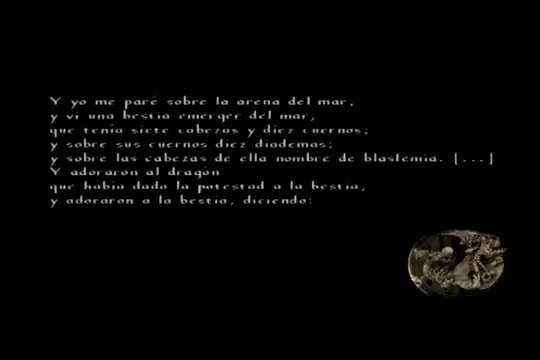 Y yo me paré sobre la arena del mar,
y vi una bestia emerger del mar,
que tenía siete cabezas y diez cuernos;
y sobre sus cuernos diez diademas;
y sobre las cabezas de ella nombre de blasfemia. [...]
Y adoraron al dragón
que había dado la potestad a la bestia,
y adoraron a la bestia, diciendo: